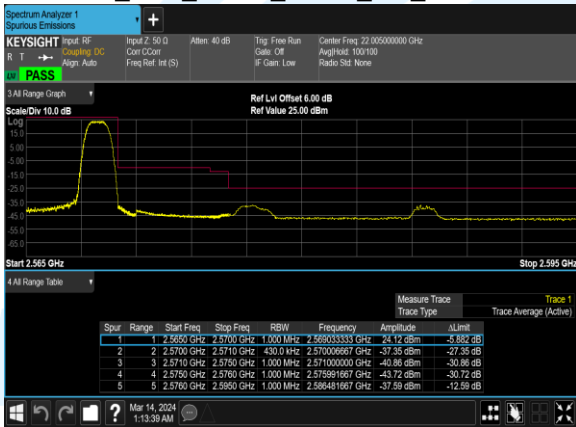 Spectrum Analyzer 1
Spurious Emissions
KEYSIGHT Input: RF Input Z: 50 Ω Atten: 40 dB Trig: Free Run Center Freq: 22.005000000 GHz
R T Coupling: DC Corr CCorr Gate: Off Avg|Hold: 100/100
Align: Auto Freq Ref: Int (S) IF Gain: Low Radio Std: None
PASS
3 All Range Graph
Ref Lvl Offset 6.00 dB
Scale/Div 10.0 dB Ref Value 25.00 dBm
Log
15.0
5.00
-5.00
-15.0
-25.0
-35.0
-45.0
-55.0
-65.0
Start 2.565 GHz Stop 2.595 GHz
4 All Range Table
Measure Trace Trace 1
Trace Type Trace Average (Active)
Spur Range Start Freq Stop Freq RBW Frequency Amplitude ΔLimit
1 1 2.5650 GHz 2.5700 GHz 1.000 MHz 2.569033333 GHz 24.12 dBm -5.882 dB
2 2 2.5700 GHz 2.5710 GHz 430.0 kHz 2.570006667 GHz -37.35 dBm -27.35 dB
3 3 2.5710 GHz 2.5750 GHz 1.000 MHz 2.571000000 GHz -40.86 dBm -30.86 dB
4 4 2.5750 GHz 2.5760 GHz 1.000 MHz 2.575991667 GHz -43.72 dBm -30.72 dB
5 5 2.5760 GHz 2.5950 GHz 1.000 MHz 2.586481667 GHz -37.59 dBm -12.59 dB
Mar 14, 2024
1:13:39 AM